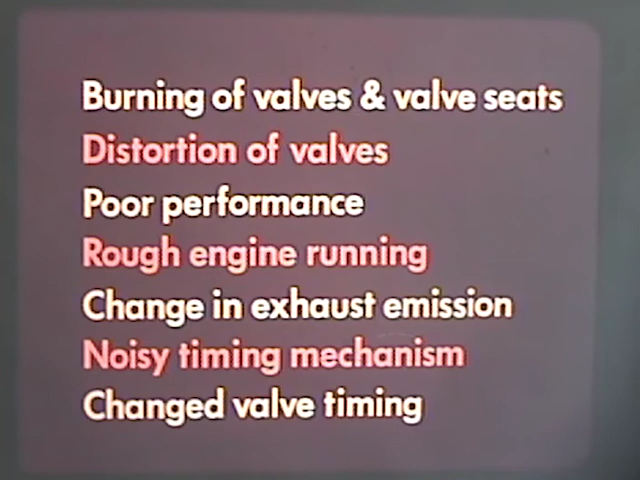 Burning of valves & valve seats
Distortion of valves
Poor performance
Rough engine running
Change in exhaust emission
Noisy timing mechanism
Changed valve timing